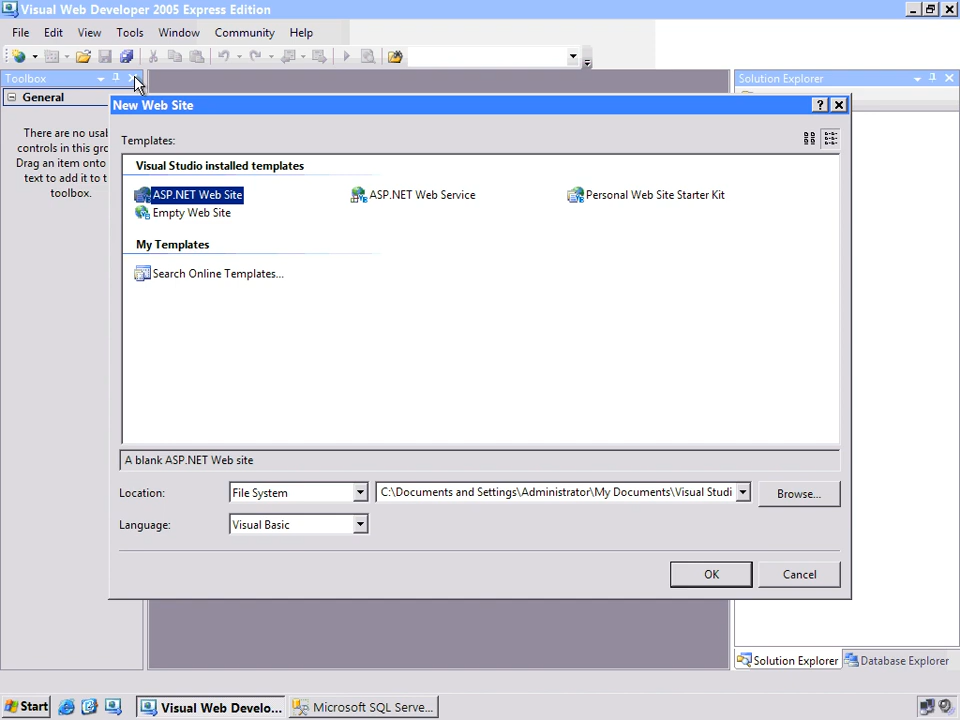 Visual Web Developer 2005 Express Edition
File Edit View Tools Window Community Help
Toolbox
Solution Explorer
General
There are no usab
controls in this gro
Drag an item onto
text to add it to t
toolbox.
New Web Site
Templates:
Visual Studio installed templates
ASP.NET Web Site ASP.NET Web Service Personal Web Site Starter Kit
Empty Web Site
My Templates
Search Online Templates...
A blank ASP.NET Web site
Location: File System C:\Documents and Settings\Administrator\My Documents\Visual Studi Browse...
Language: Visual Basic
OK Cancel
Solution Explorer Database Explorer
Start Visual Web Develo... Microsoft SQL Serve...